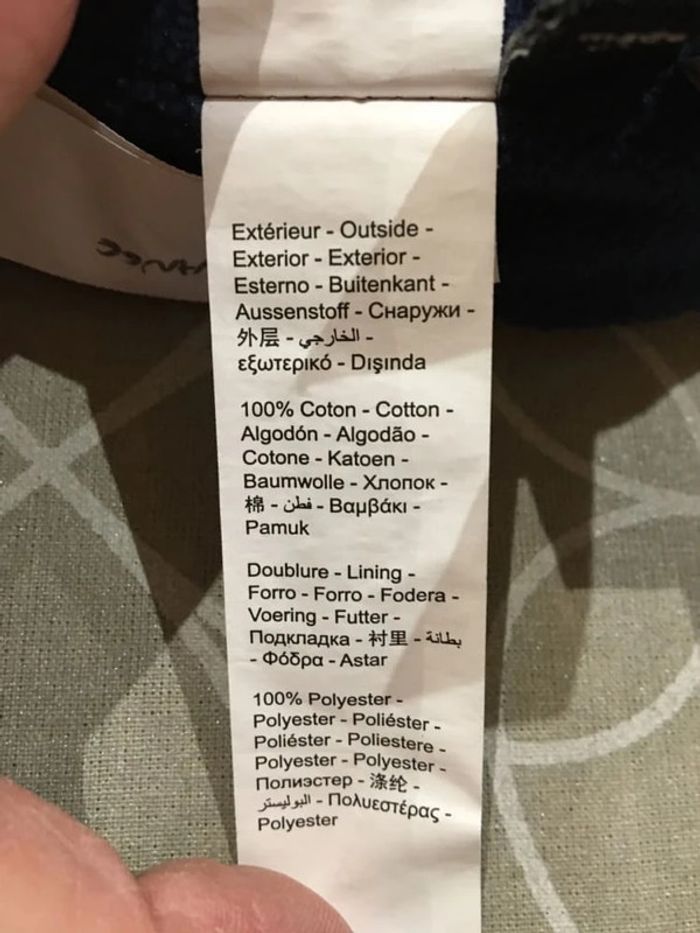 Extérieur - Outside -
Exterior - Exterior -
Esterno - Buitenkant -
Aussenstoff - Снаружи -
外层 - الخارجي -
εξωτερικό - Dışında
100% Coton - Cotton -
Algodón - Algodão -
Cotone - Katoen -
Baumwolle - Хлопок -
棉 - قطن - Βαμβάκι -
Pamuk
Doublure - Lining -
Forro - Forro - Fodera -
Voering - Futter -
Подкладка - 衬里 - بطانة
- Φόδρα - Astar
100% Polyester -
Polyester - Poliéster -
Poliéster - Poliestere -
Polyester - Polyester -
Полиэстер - 涤纶 -
البوليستر - Πολυεστέρας -
Polyester